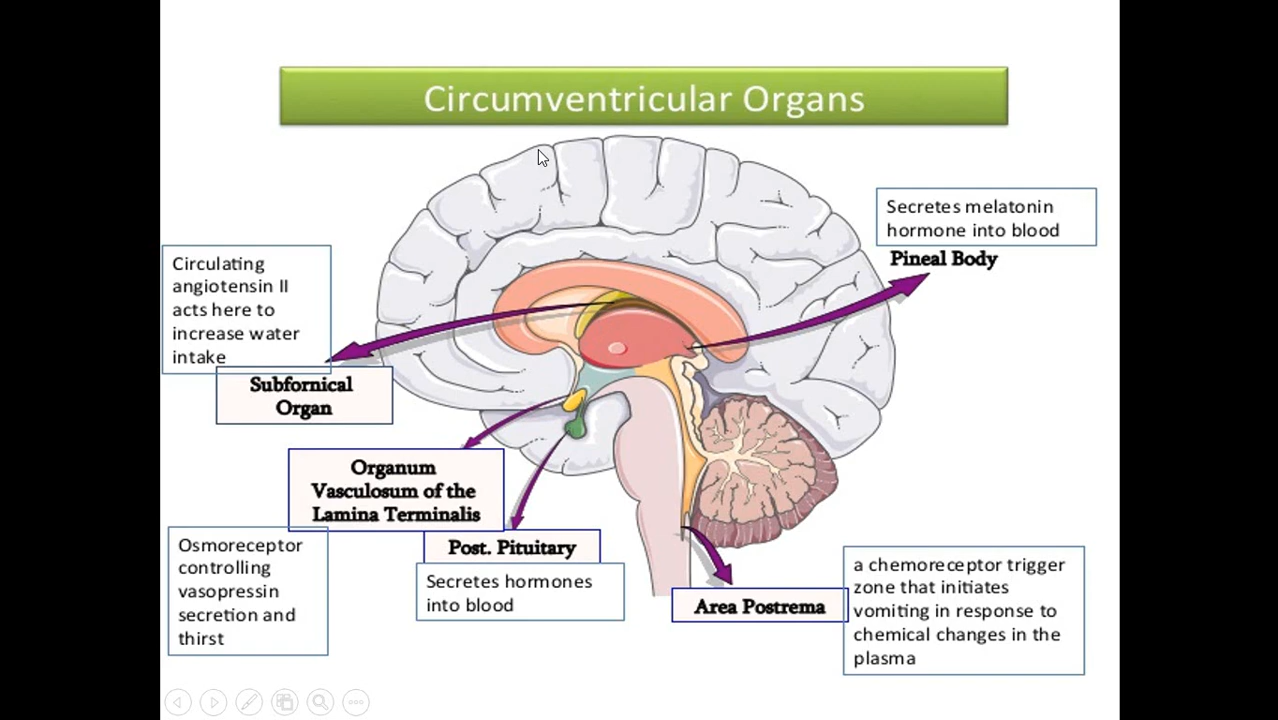 Circumventricular Organs
Secretes melatonin
hormone into blood
Pineal Body
Circulating
angiotensin II
acts here to
increase water
intake
Subfornical
Organ
Organum
Vasculosum of the
Lamina Terminalis
Osmoreceptor
controlling
vasopressin
secretion and
thirst
Post. Pituitary
Secretes hormones
into blood
Area Postrema
a chemoreceptor trigger
zone that initiates
vomiting in response to
chemical changes in the
plasma